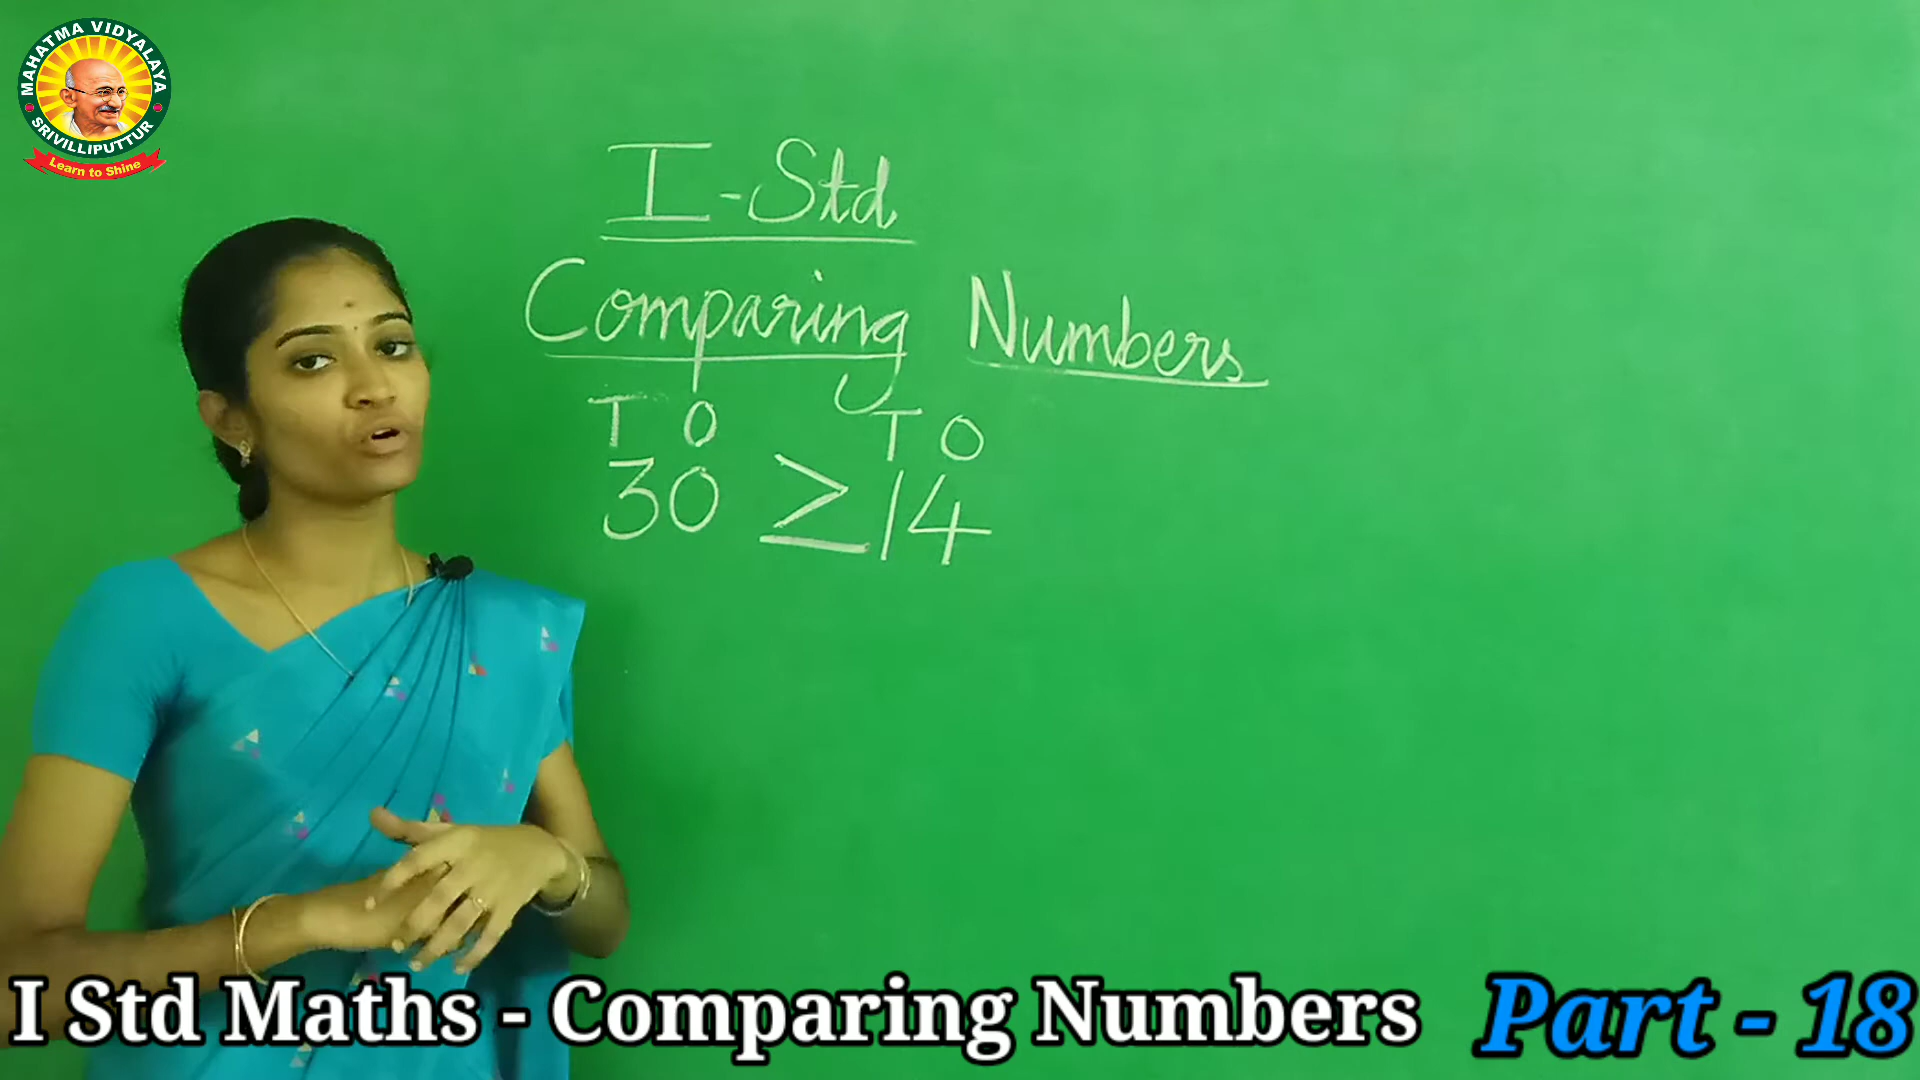 MAHATMA VIDYALAYA
SRIVILLIPUTTUR
Learn to Shine
I - Std
Comparing Numbers
T O T O
30 > 14
I Std Maths - Comparing Numbers Part - 18